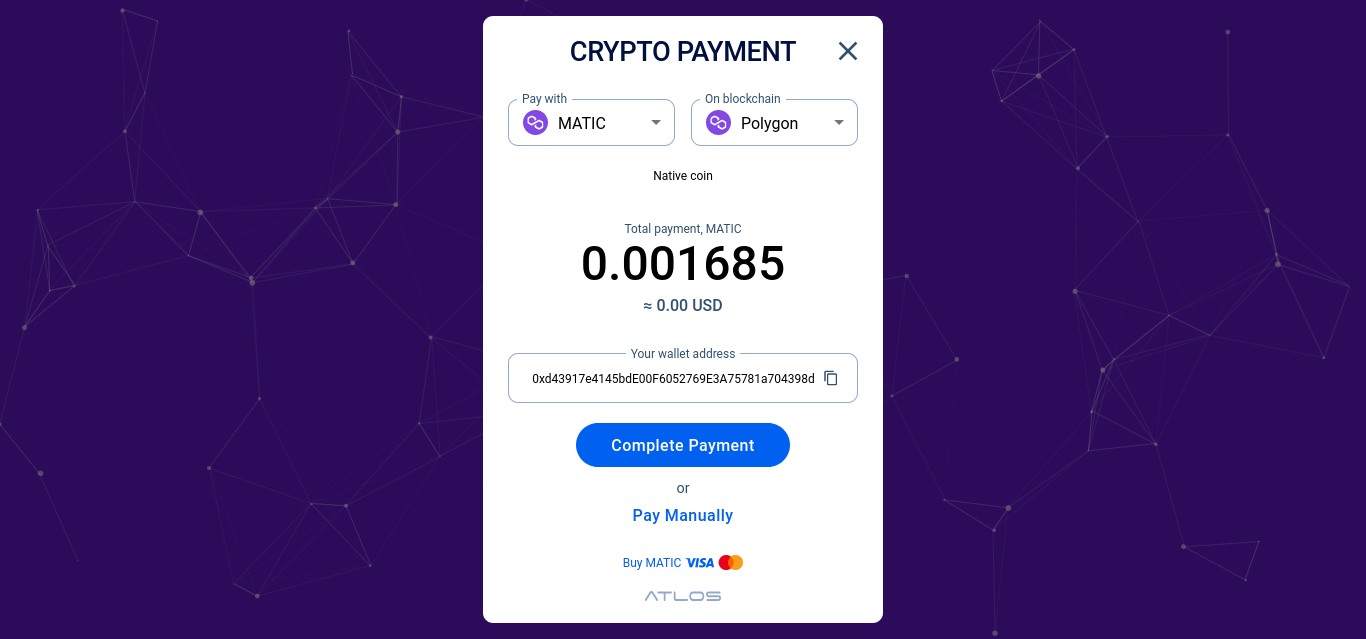 CRYPTO PAYMENT
Pay with
On blockchain
MATIC
Polygon
Native coin
Total payment, MATIC
0.001685
≈ 0.00 USD
Your wallet address
0xd43917e4145bdE00F6052769E3A75781a704398d
Complete Payment
or
Pay Manually
Buy MATIC VISA
ATLOS